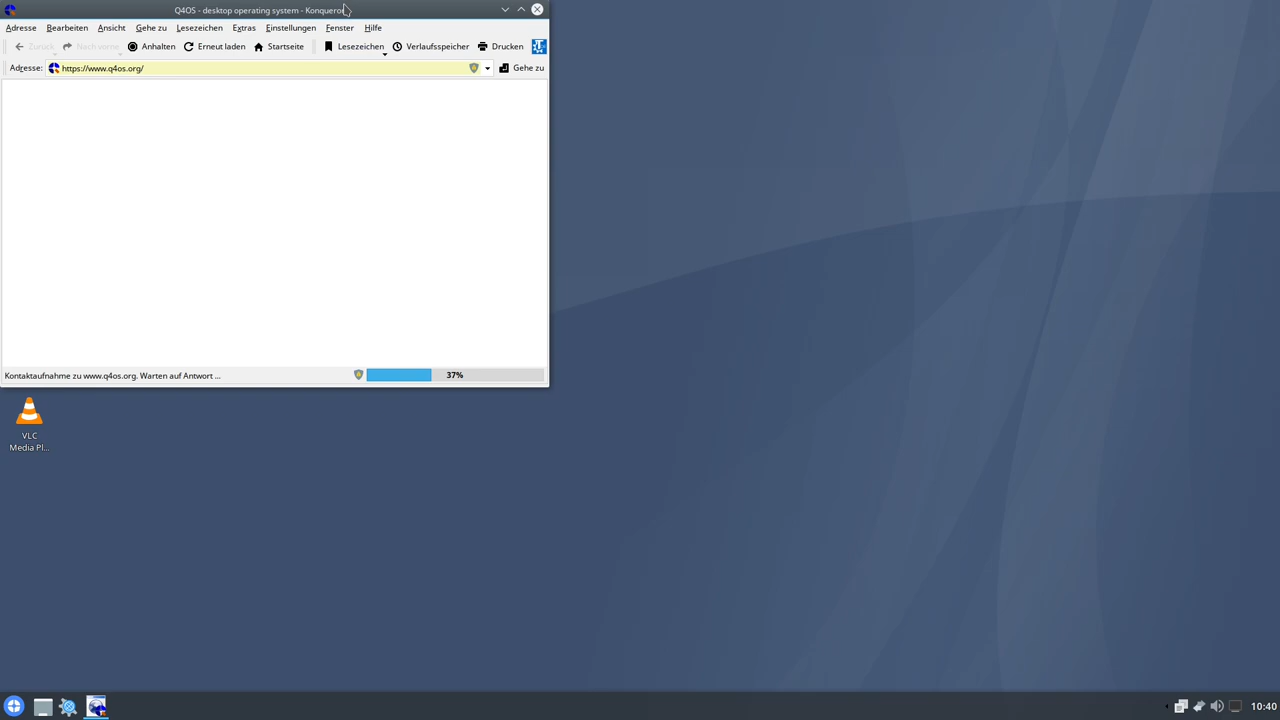 Q4OS - desktop operating system - Konqueror
Adresse Bearbeiten Ansicht Gehe zu Lesezeichen Extras Einstellungen Fenster Hilfe
Zurück Nach vorne Anhalten Erneut laden Startseite Lesezeichen Verlaufsspeicher Drucken
Adresse: https://www.q4os.org/ Gehe zu
Kontaktaufnahme zu www.q4os.org. Warten auf Antwort ... 37%
VLC
Media Pl...
10:40